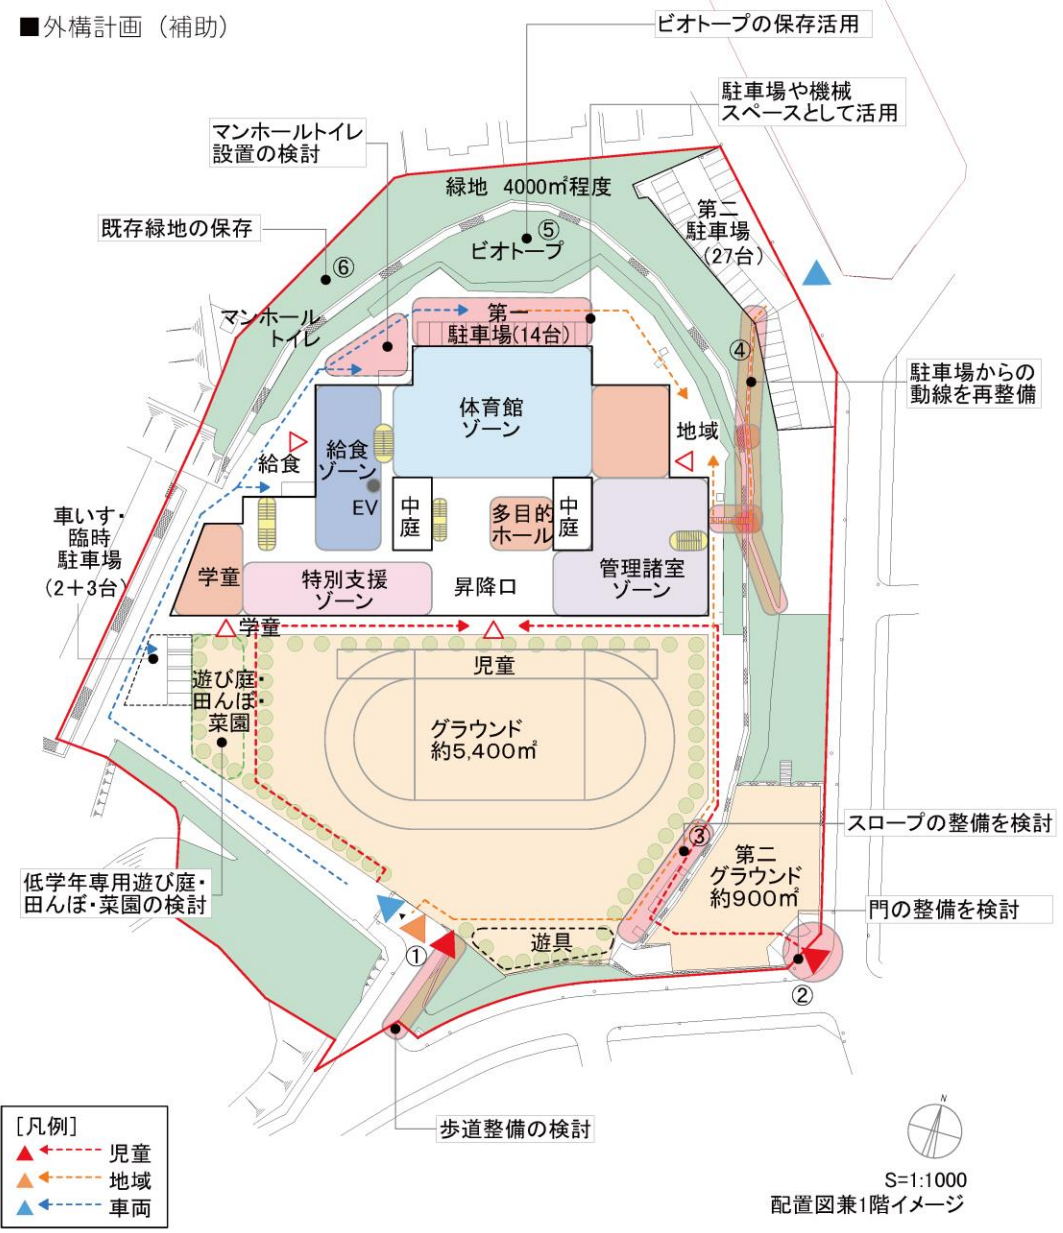 ■外構計画（補助）
ビオトープの保存活用
駐車場や機械
スペースとして活用
マンホールトイレ
設置の検討
緑地 4000㎡程度
第二
駐車場
（27台）
既存緑地の保存
⑤
ビオトープ
⑥
マンホール
トイレ
第一
駐車場（14台）
④
駐車場からの
動線を再整備
体育館
ゾーン
地域
給食
ゾーン
給食
EV
中庭
多目的
ホール
中庭
車いす・
臨時
駐車場
（2＋3台）
学童
特別支援
ゾーン
昇降口
管理諸室
ゾーン
学童
児童
遊び庭・
田んぼ・
菜園
グラウンド
約5,400㎡
スロープの整備を検討
③
第二
グラウンド
約900㎡
低学年専用遊び庭・
田んぼ・菜園の検討
門の整備を検討
①
遊具
②
歩道整備の検討
［凡例］
児童
地域
車両
N
S=1:1000
配置図兼1階イメージ